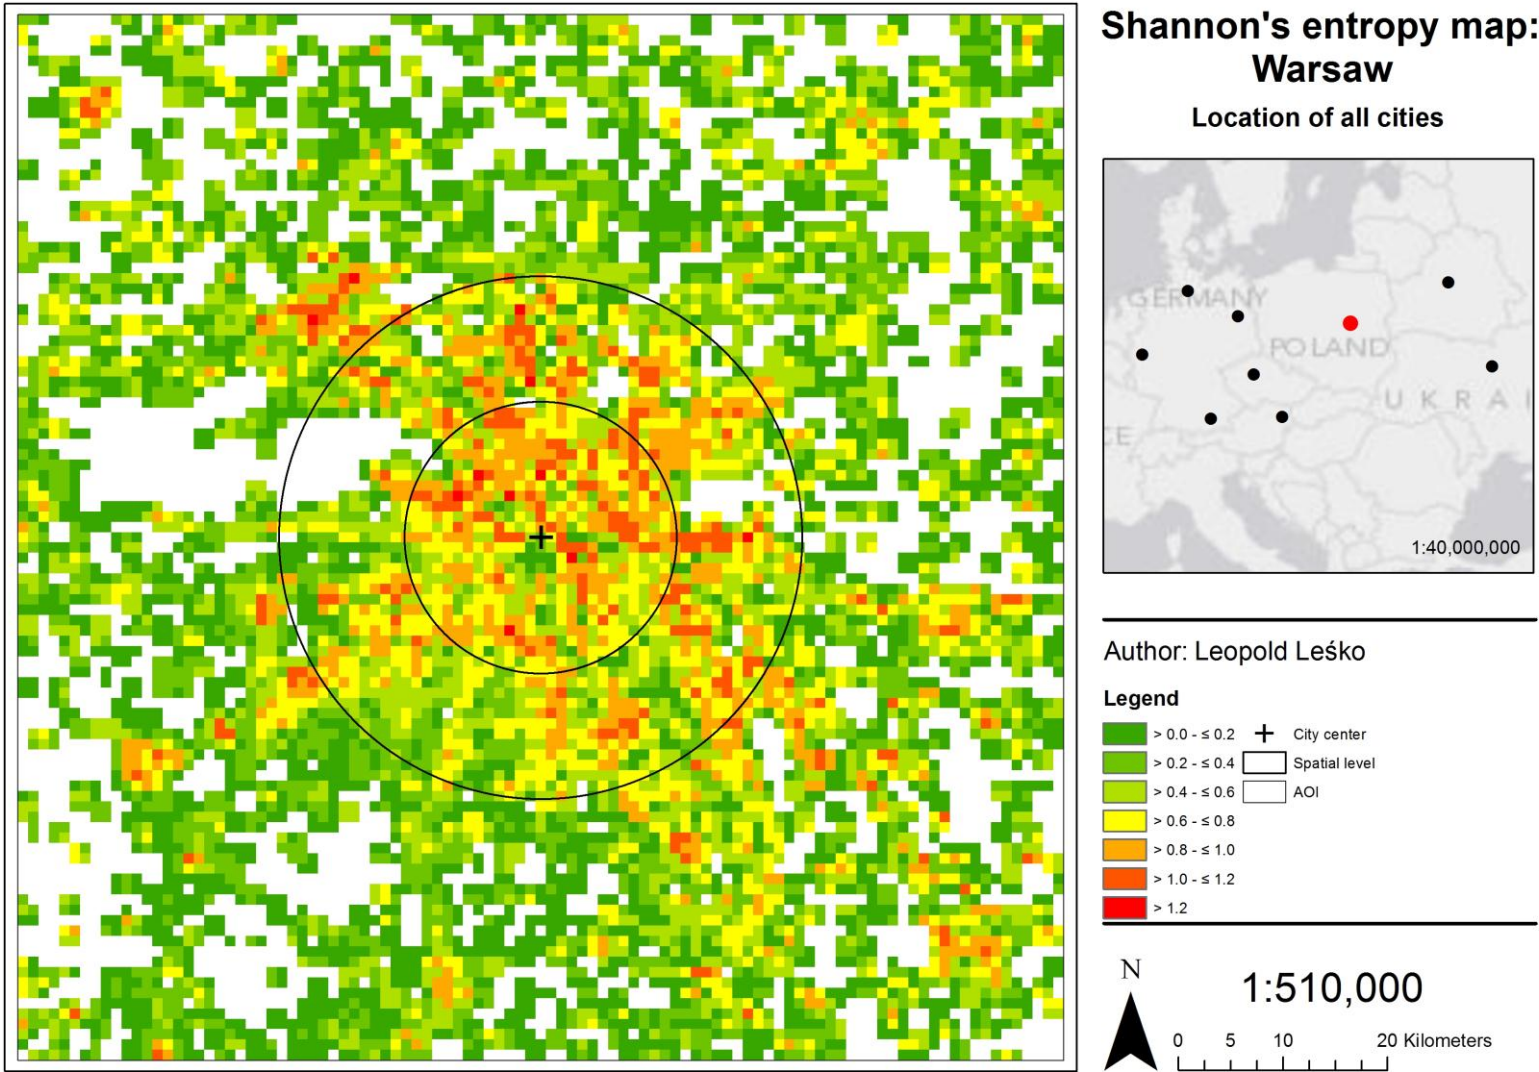 Shannon's entropy map:
Warsaw
Location of all cities
GERMANY
POLAND
UKRAI
CE
1:40,000,000
Author: Leopold Leśko
Legend
> 0.0 - ≤ 0.2
City center
> 0.2 - ≤ 0.4
Spatial level
> 0.4 - ≤ 0.6
AOI
> 0.6 - ≤ 0.8
> 0.8 - ≤ 1.0
> 1.0 - ≤ 1.2
> 1.2
N
1:510,000
0 5 10 20 Kilometers